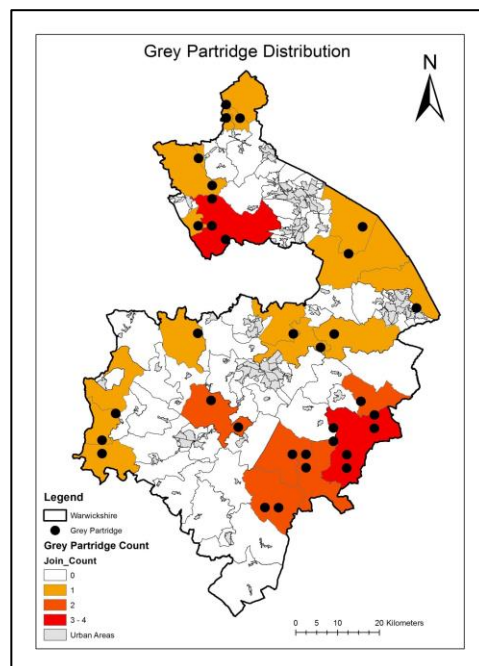 Grey Partridge Distribution
N
Legend
Warwickshire
Grey Partridge
Grey Partridge Count
Join_Count
0
1
2
3 - 4
Urban Areas
0 5 10 20 Kilometers